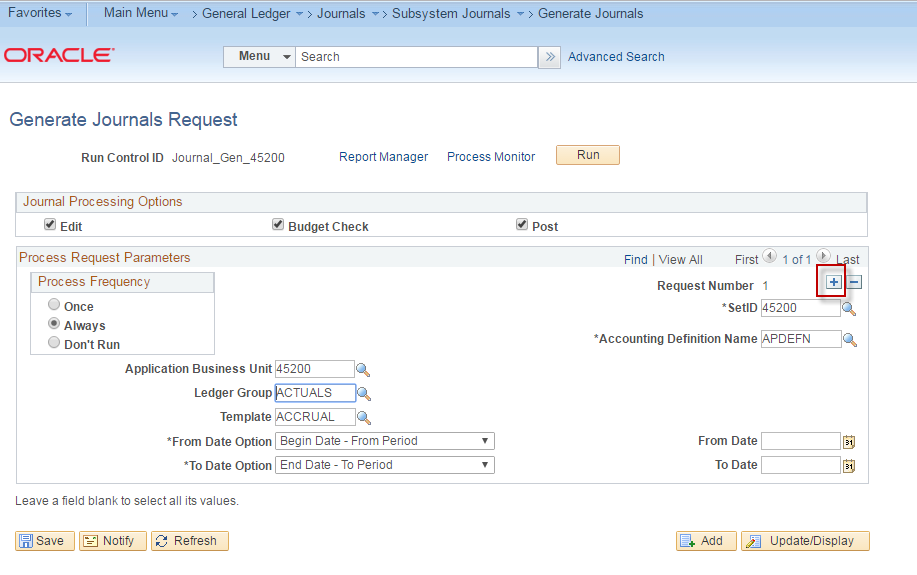 Favorites Main Menu > General Ledger > Journals > Subsystem Journals > Generate Journals
ORACLE Menu Search Advanced Search
Generate Journals Request
Run Control ID Journal_Gen_45200 Report Manager Process Monitor Run
Journal Processing Options
Edit Budget Check Post
Process Request Parameters Find | View All First 1 of 1 Last
Process Frequency
Once
Always
Don't Run
Request Number 1
*SetID 45200
*Accounting Definition Name APDEFN
Application Business Unit 45200
Ledger Group ACTUALS
Template ACCRUAL
*From Date Option Begin Date - From Period From Date
*To Date Option End Date - To Period To Date
Leave a field blank to select all its values.
Save Notify Refresh Add Update/Display